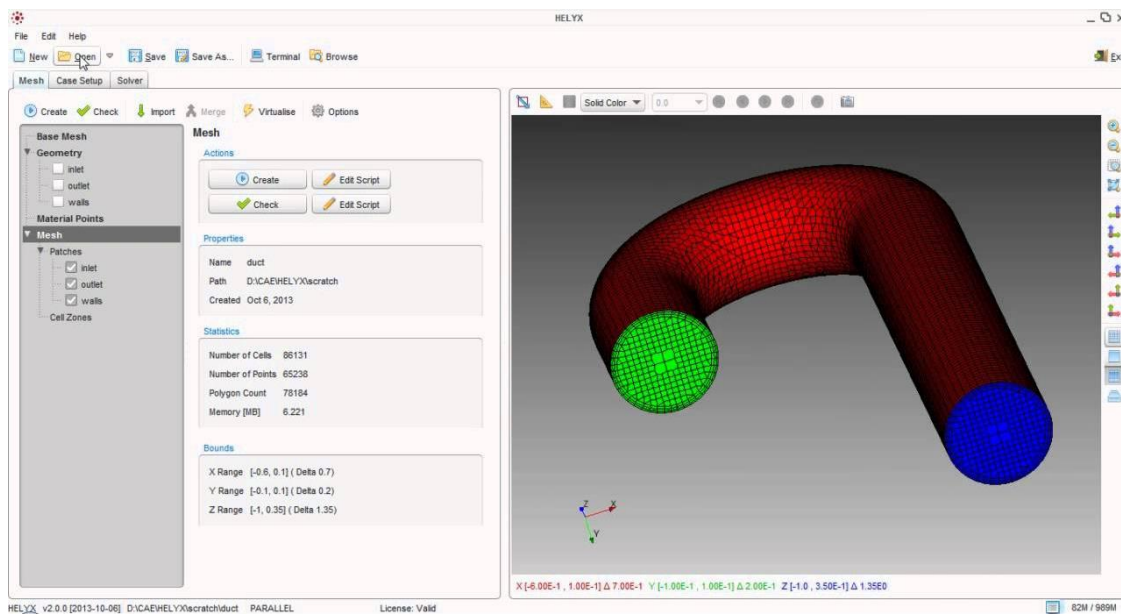 HELYX
File Edit Help
New Open Save Save As... Terminal Browse Ex
Mesh Case Setup Solver
Create Check Import Merge Virtualise Options
Solid Color 0.0
Base Mesh
Geometry
inlet
outlet
walls
Material Points
Mesh
Patches
inlet
outlet
walls
Cell Zones
Mesh
Actions
Create Edit Script
Check Edit Script
Properties
Name duct
Path D:\CAE\HELYX\scratch
Created Oct 6, 2013
Statistics
Number of Cells 86131
Number of Points 65238
Polygon Count 78184
Memory [MB] 6.221
Bounds
X Range [-0.6, 0.1] ( Delta 0.7)
Y Range [-0.1, 0.1] ( Delta 0.2)
Z Range [-1, 0.35] ( Delta 1.35)
Z X
Y
X [-6.00E-1 , 1.00E-1] Δ 7.00E-1 Y [-1.00E-1 , 1.00E-1] Δ 2.00E-1 Z [-1.0 , 3.50E-1] Δ 1.35E0
HELYX v2.0.0 [2013-10-06] D:\CAE\HELYX\scratch\duct PARALLEL License: Valid 82M / 989M